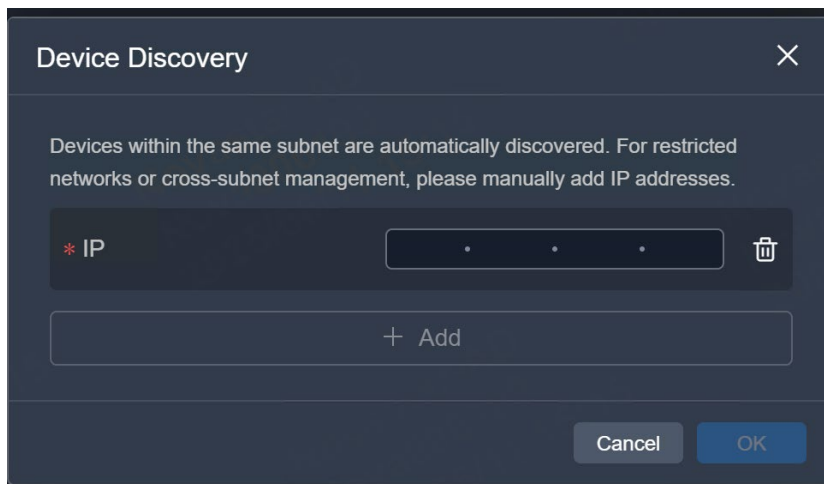 Device Discovery
Devices within the same subnet are automatically discovered. For restricted
networks or cross-subnet management, please manually add IP addresses.
* IP
+ Add
Cancel
OK